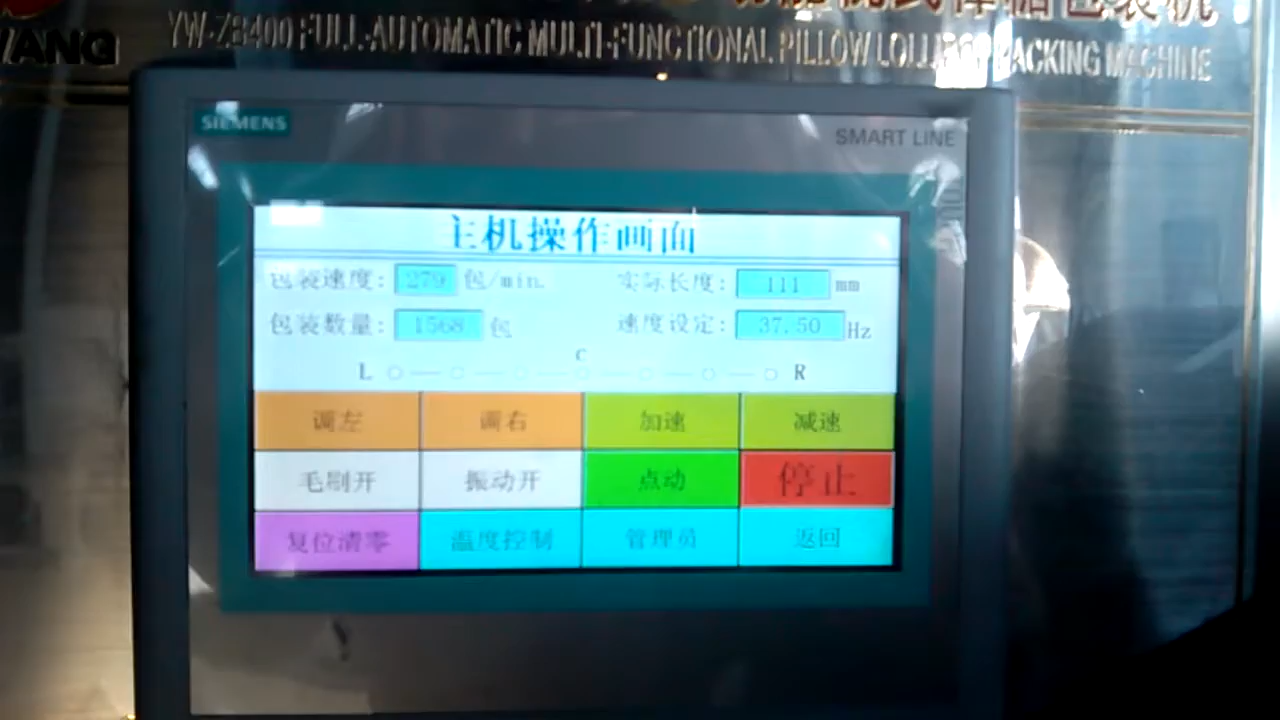 YANG
YW-ZB400 FULL-AUTOMATIC MULTI-FUNCTIONAL PILLOW LOLLIPOP PACKING MACHINE
SIEMENS
SMART LINE
主机操作画面
包装速度: 279 包/min. 实际长度: 111 mm
包装数量: 1568 包 速度设定: 37.50 Hz
C
L R
调左 调右 加速 减速
毛刷开 振动开 点动 停止
复位清零 温度控制 管理员 返回